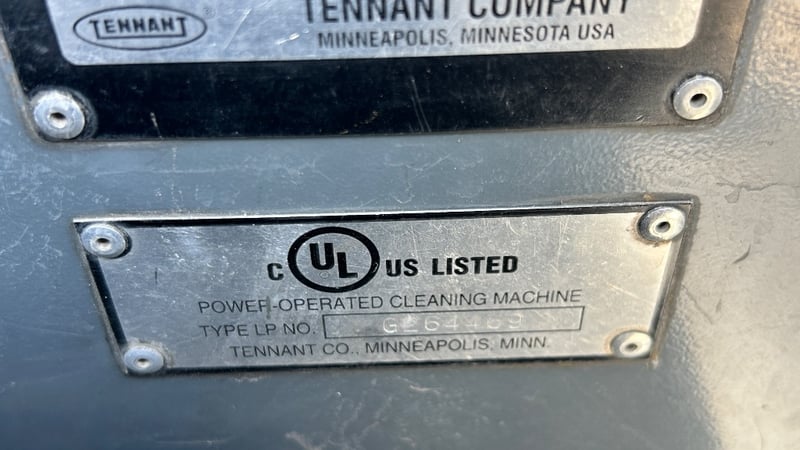 TENNANT
TENNANT COMPANY
MINNEAPOLIS, MINNESOTA USA
C UL US LISTED
POWER-OPERATED CLEANING MACHINE
TYPE LP NO. G264469
TENNANT CO., MINNEAPOLIS, MINN.